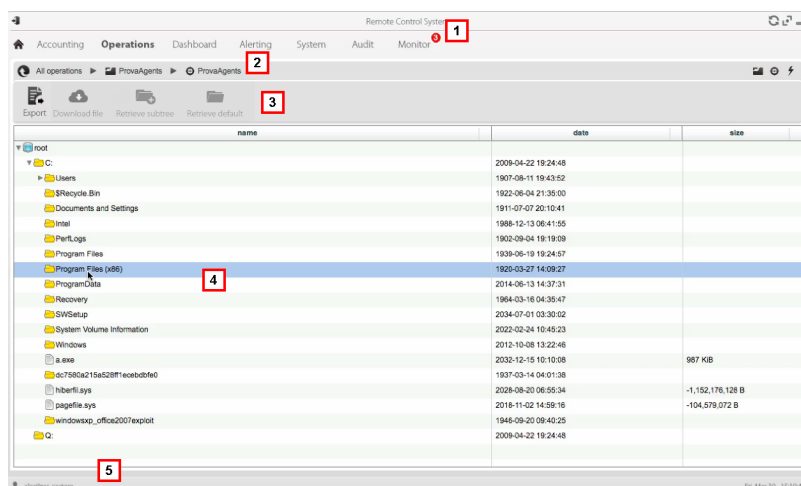 Remote Control System
1
Accounting Operations Dashboard Alerting System Audit Monitor 3
2
All operations ProvaAgents ProvaAgents
3
Export Download file Retrieve subtree Retrieve default
name date size
root
C: 2009-04-22 19:24:48
Users 1907-08-11 19:43:52
$Recycle.Bin 1922-06-04 21:35:00
Documents and Settings 1911-07-07 20:10:41
Intel 1988-12-13 06:41:55
PerfLogs 1902-09-04 19:19:09
Program Files 1939-06-19 19:24:57
Program Files (x86) 1920-03-27 14:09:27
4
ProgramData 2014-06-13 14:37:31
Recovery 1964-03-16 04:35:47
SWSetup 2034-07-01 03:30:02
System Volume Information 2022-02-24 10:45:23
Windows 2012-10-08 13:22:46
a.exe 2032-12-15 10:10:08 987 KiB
dc7580a215a528ff1ecebdbfe0 1937-03-14 04:01:38
hiberfil.sys 2028-08-20 06:55:34 -1,152,176,128 B
pagefile.sys 2018-11-02 14:59:16 -104,579,072 B
windowsxp_office2007exploit 1946-09-20 09:40:25
Q: 2009-04-22 19:24:48
5